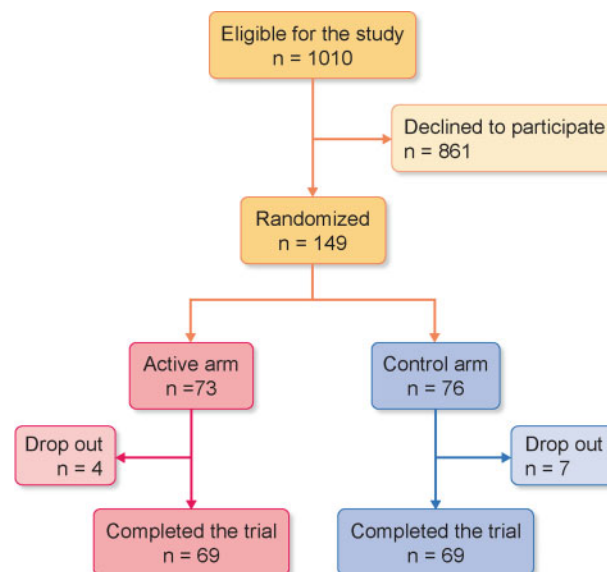 Eligible for the study
n = 1010
Declined to participate
n = 861
Randomized
n = 149
Active arm
n =73
Control arm
n = 76
Drop out
n = 4
Drop out
n = 7
Completed the trial
n = 69
Completed the trial
n = 69